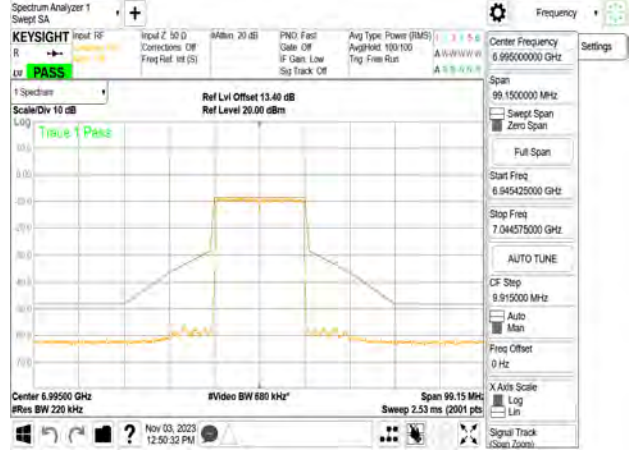 Spectrum Analyzer 1
Swept SA
+
Frequency
Settings
KEYSIGHT Input: RF
R
LV PASS
Input Z: 50 Ω
Corrections: Off
Freq Ref: Int (S)
#Atten: 20 dB
PNO: Fast
Gate: Off
IF Gain: Low
Sig Track: Off
Avg Type: Power (RMS)
Avg|Hold: 100/100
Trig: Free Run
1 Spectrum
Scale/Div 10 dB
Ref Lvl Offset 13.40 dB
Ref Level 20.00 dBm
Log
Trace 1 Pass
Center 6.99500 GHz
#Res BW 220 kHz
#Video BW 680 kHz*
Span 99.15 MHz
Sweep 2.53 ms (2001 pts
Center Frequency
6.995000000 GHz
Span
99.1500000 MHz
Swept Span
Zero Span
Full Span
Start Freq
6.945425000 GHz
Stop Freq
7.044575000 GHz
AUTO TUNE
CF Step
9.915000 MHz
Auto
Man
Freq Offset
0 Hz
X Axis Scale
Log
Lin
Signal Track
(Span Zoom)
?
Nov 03, 2023
12:50:32 PM